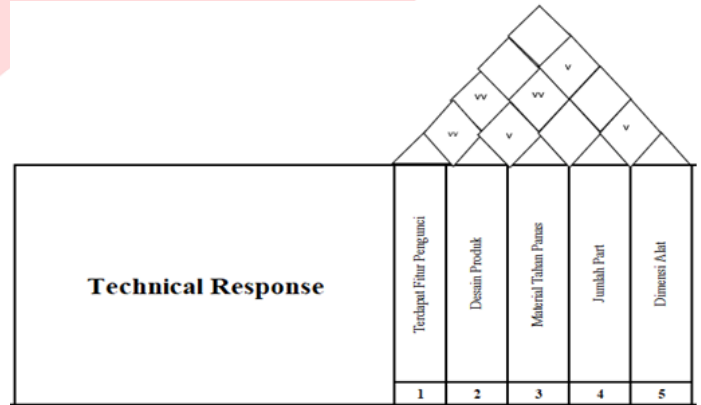 v
vv vv
vv v v
Technical Response
Terdapat Fitur Pengunci
Desain Produk
Material Tahan Panas
Jumlah Part
Dimensi Alat
1 2 3 4 5